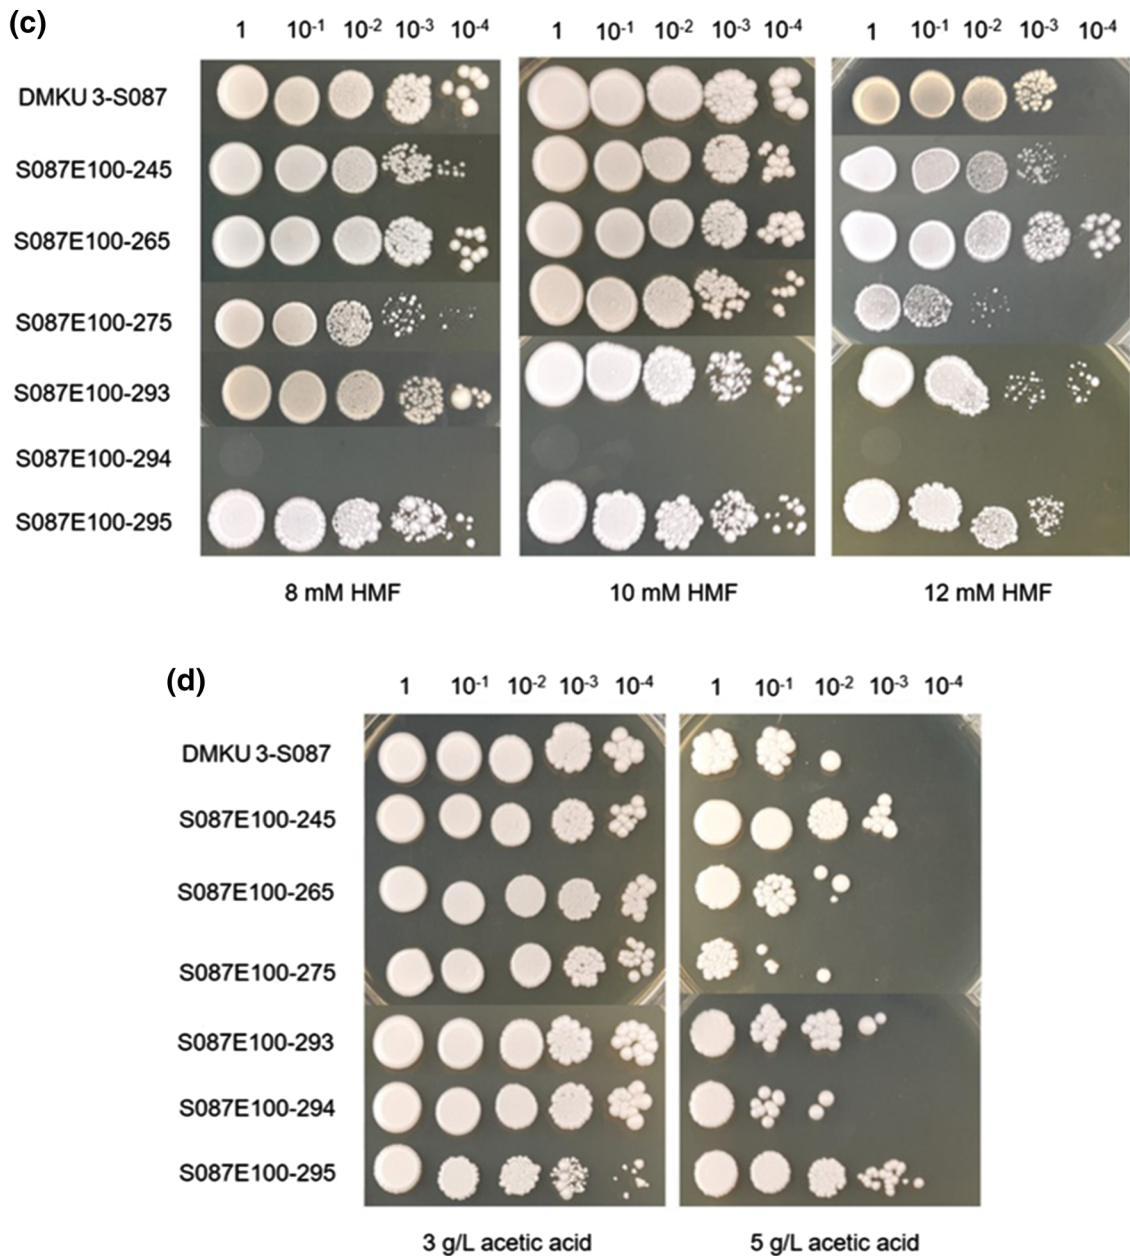 (c)
1 10-1 10-2 10-3 10-4 1 10-1 10-2 10-3 10-4 1 10-1 10-2 10-3 10-4
DMKU 3-S087
S087E100-245
S087E100-265
S087E100-275
S087E100-293
S087E100-294
S087E100-295
8 mM HMF 10 mM HMF 12 mM HMF
(d)
1 10-1 10-2 10-3 10-4 1 10-1 10-2 10-3 10-4
DMKU 3-S087
S087E100-245
S087E100-265
S087E100-275
S087E100-293
S087E100-294
S087E100-295
3 g/L acetic acid 5 g/L acetic acid